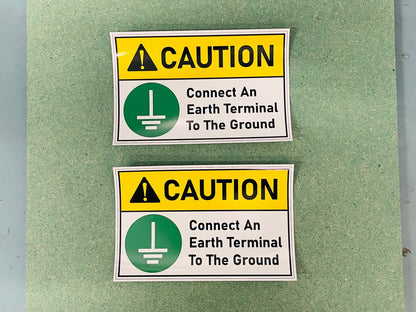 CAUTION
Connect An
Earth Terminal
To The Ground
CAUTION
Connect An
Earth Terminal
To The Ground